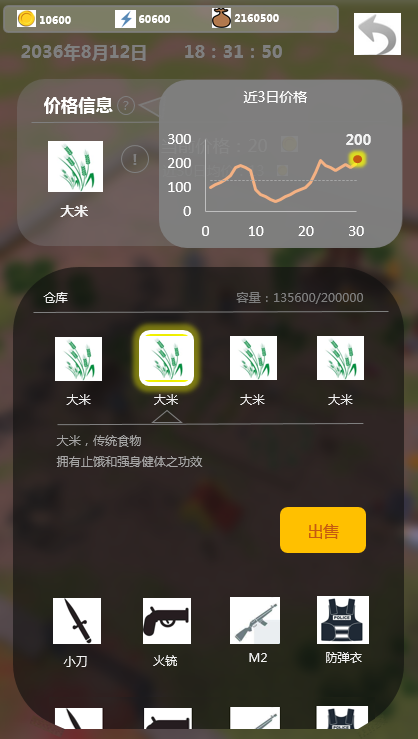 10600 60600 2160500
2036年8月12日 18:31:50
价格信息 ?
近3日价格
大米
!
300
200
100
0
0 10 20 30
200
仓库 容量：135600/200000
大米 大米 大米 大米
大米，传统食物
拥有止饿和强身健体之功效
出售
小刀 火铳 M2 防弹衣
POLICE